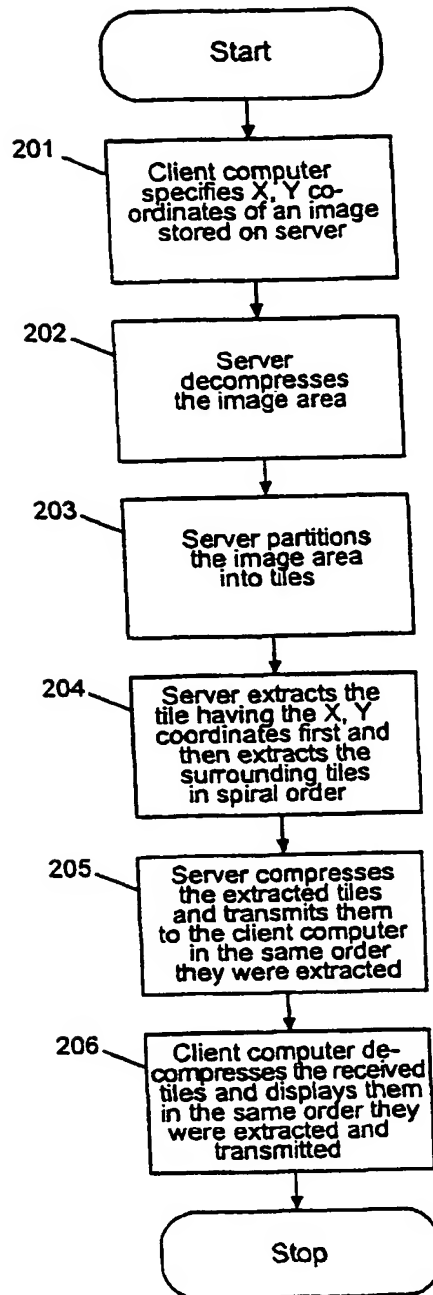 Start
201
Client computer
specifies X, Y co-
ordinates of an image
stored on server
202
Server
decompresses
the image area
203
Server partitions
the image area
into tiles
204
Server extracts the
tile having the X, Y
coordinates first and
then extracts the
surrounding tiles
in spiral order
205
Server compresses
the extracted tiles
and transmits them
to the client computer
in the same order
they were extracted
206
Client computer de-
compresses the received
tiles and displays them
in the same order they
were extracted and
transmitted
Stop